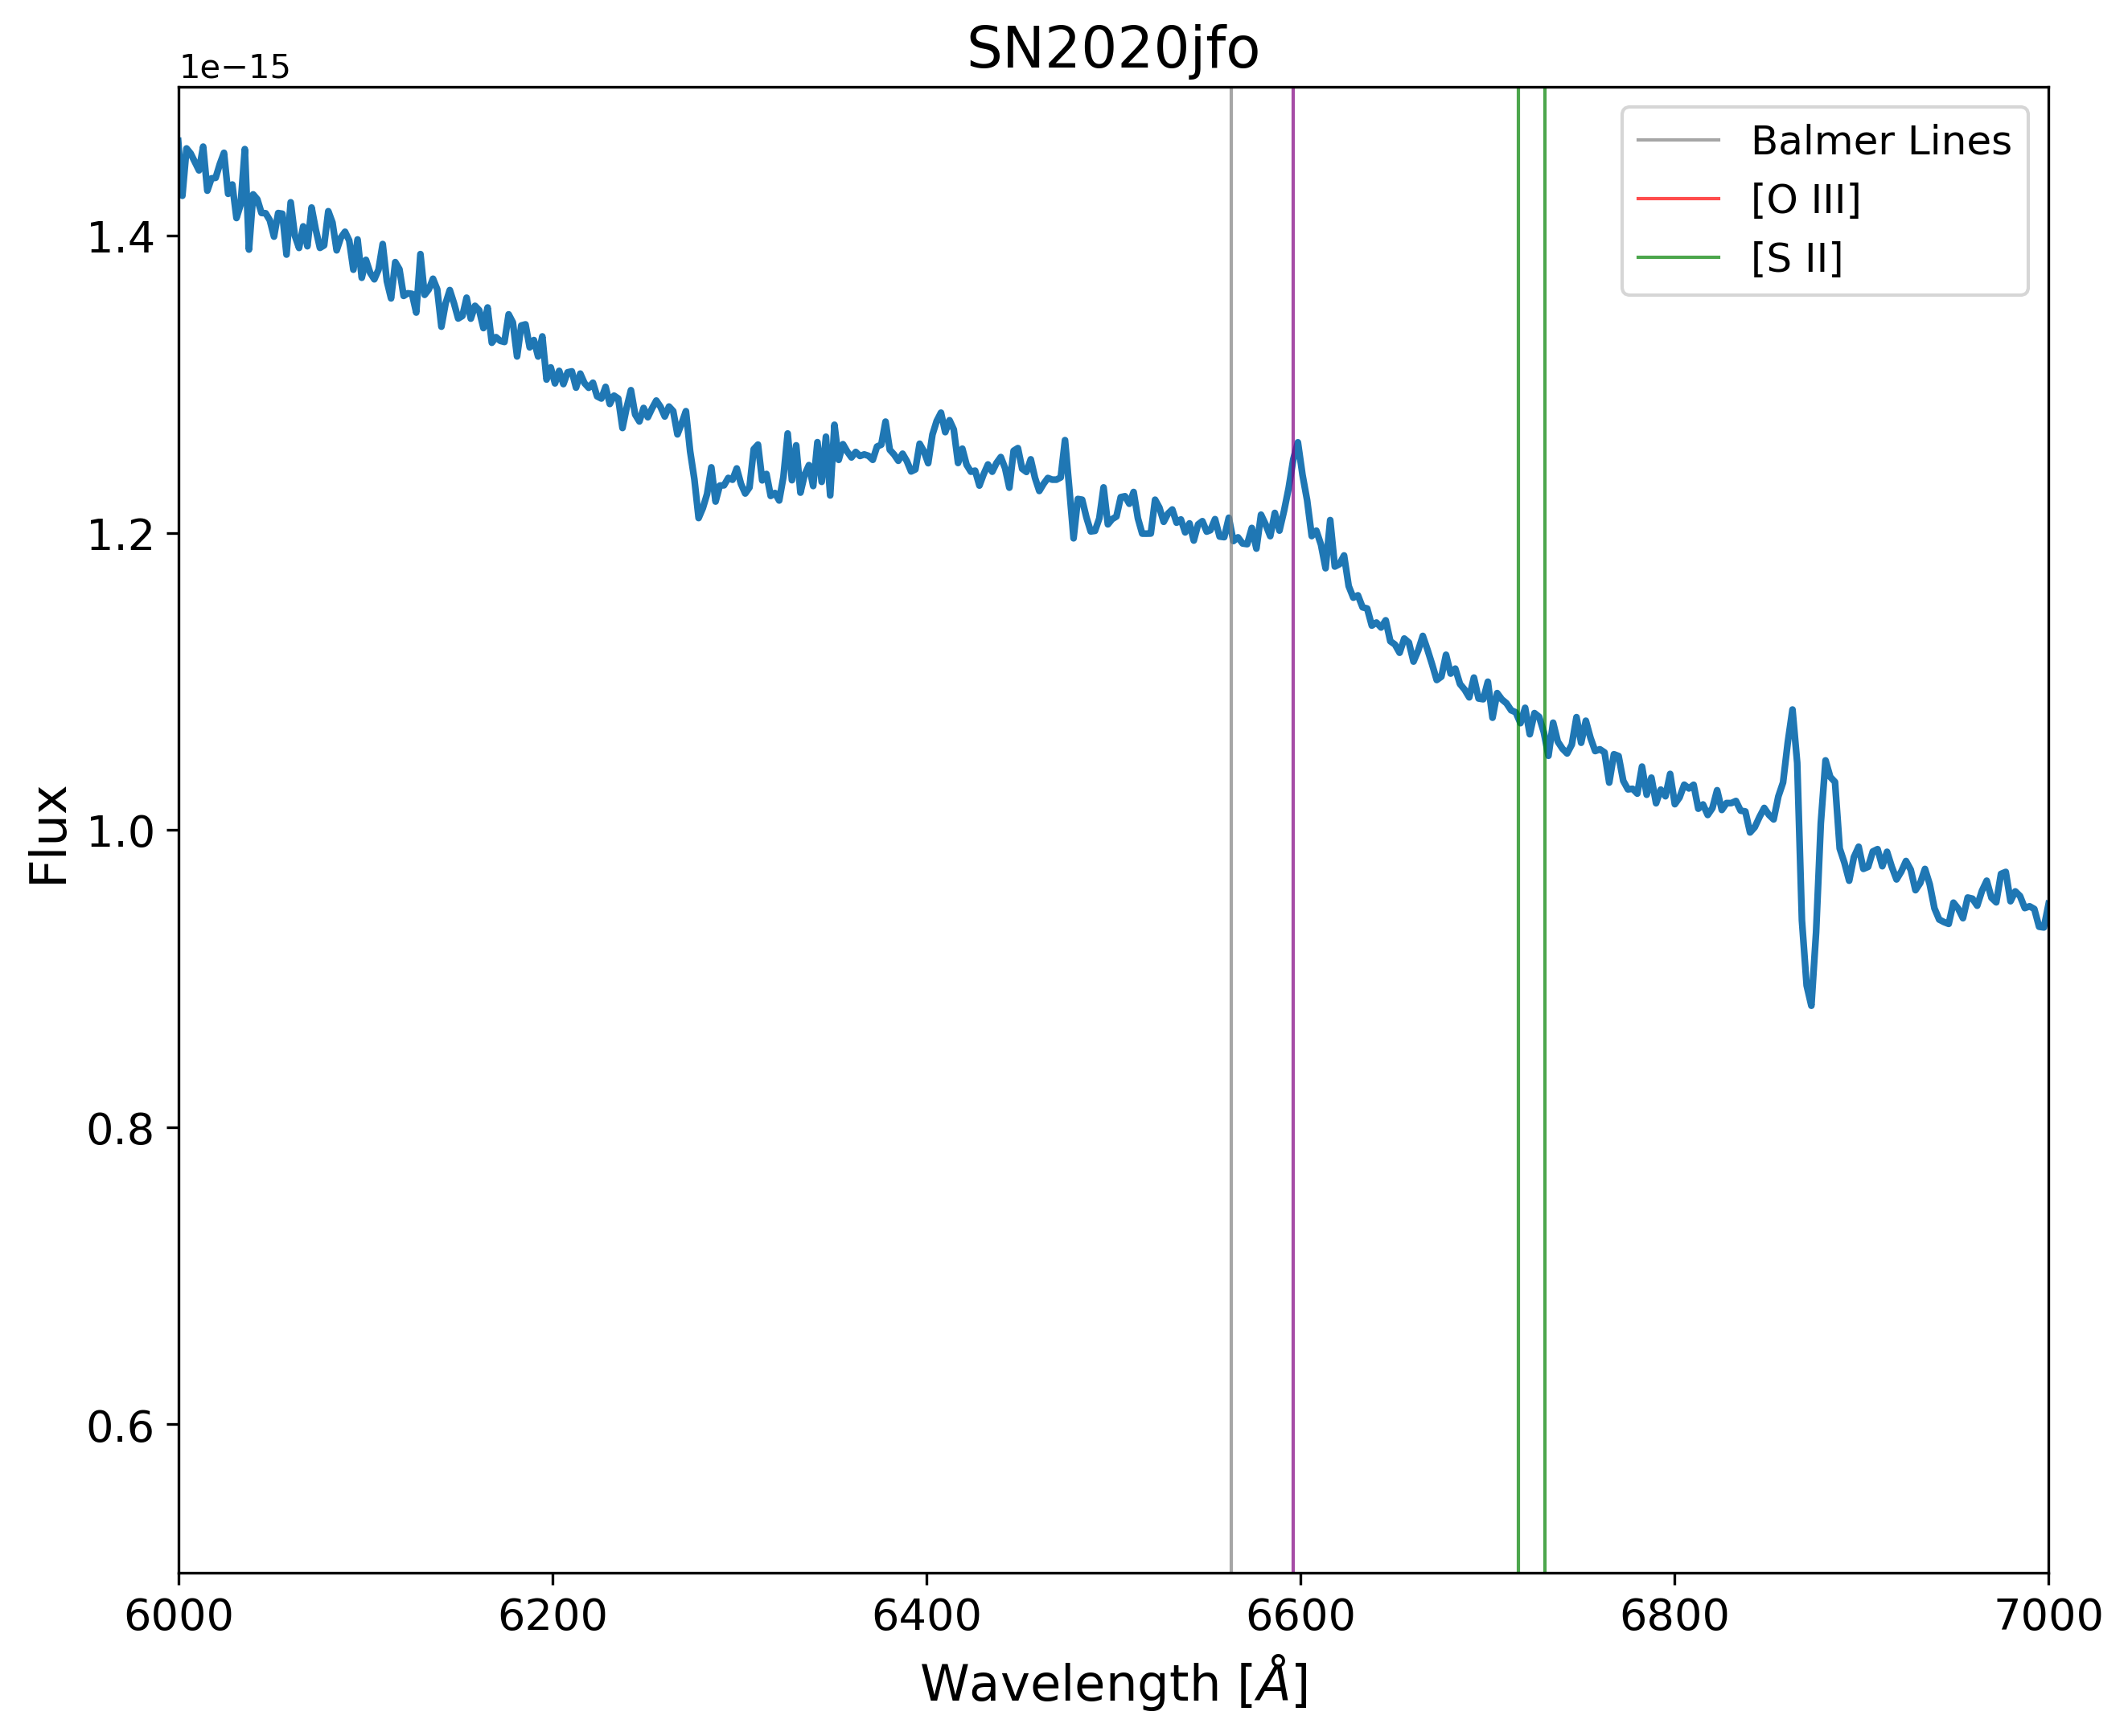 SN2020jfo
1e−15
Balmer Lines
[O III]
[S II]
1.4
1.2
1.0
0.8
0.6
Flux
6000 6200 6400 6600 6800 7000
Wavelength [Å]